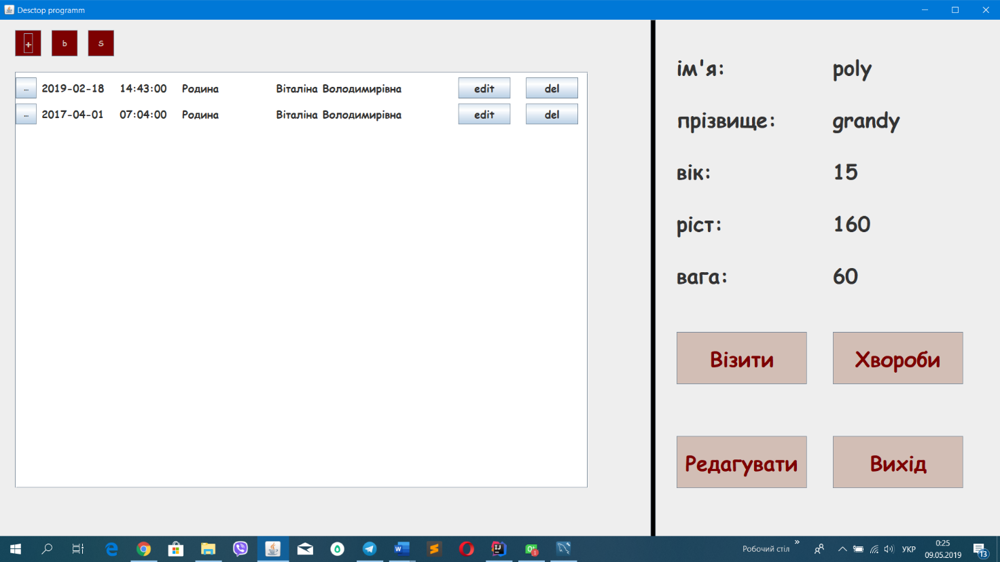 Desctop programm
+ b S
... 2019-02-18 14:43:00 Родина Віталіна Володимирівна edit del
... 2017-04-01 07:04:00 Родина Віталіна Володимирівна edit del
ім'я: poly
прізвище: grandy
вік: 15
ріст: 160
вага: 60
Візити Хвороби
Редагувати Вихід
Робочий стіл » УКР 0:25
09.05.2019 13